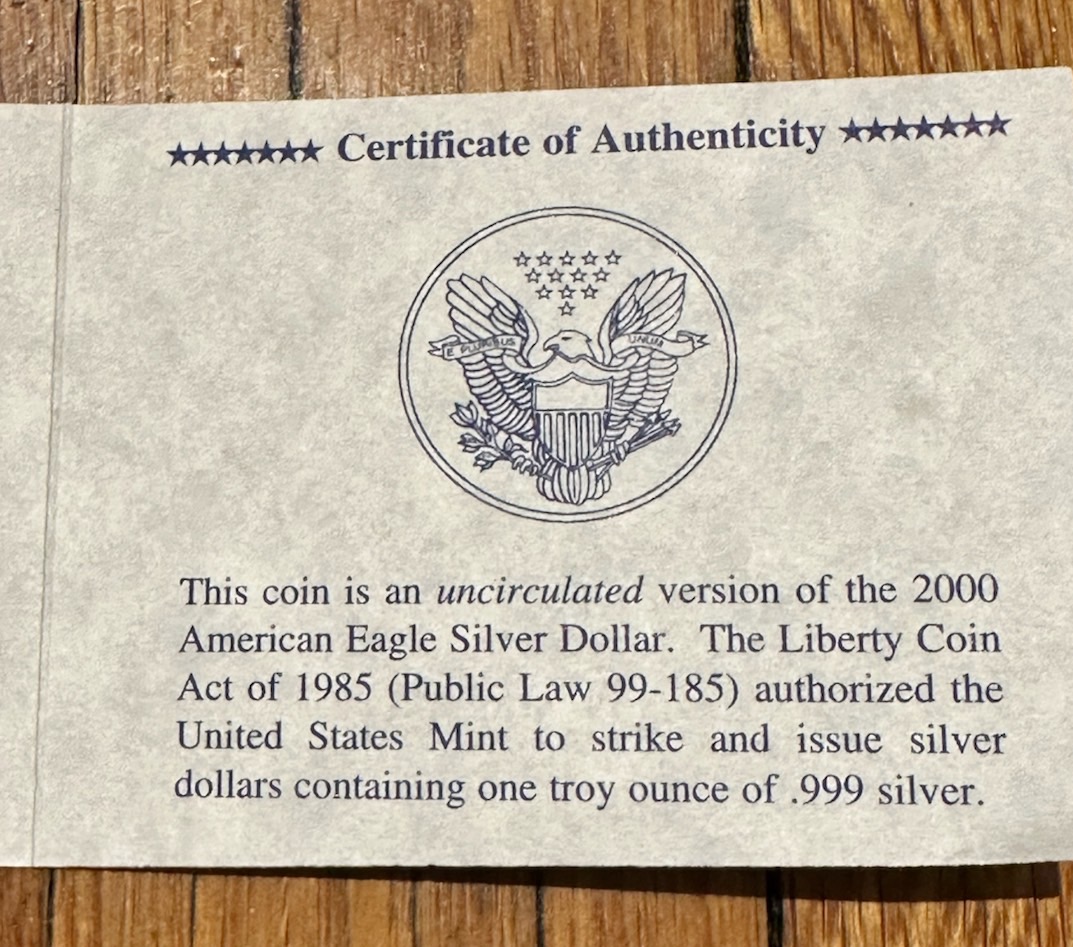 ★★★★★★★ Certificate of Authenticity ★★★★★★★
E PLURIBUS UNUM
This coin is an uncirculated version of the 2000
American Eagle Silver Dollar. The Liberty Coin
Act of 1985 (Public Law 99-185) authorized the
United States Mint to strike and issue silver
dollars containing one troy ounce of .999 silver.